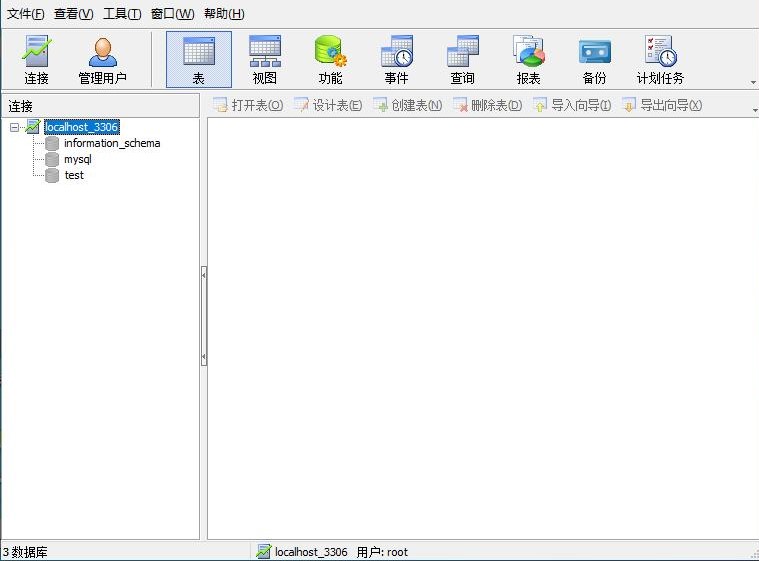 文件(F) 查看(V) 工具(T) 窗口(W) 帮助(H)
连接 管理用户 表 视图 功能 事件 查询 报表 备份 计划任务
连接 打开表(O) 设计表(E) 创建表(N) 删除表(D) 导入向导(I) 导出向导(X)
localhost_3306
information_schema
mysql
test
3 数据库 localhost_3306 用户: root